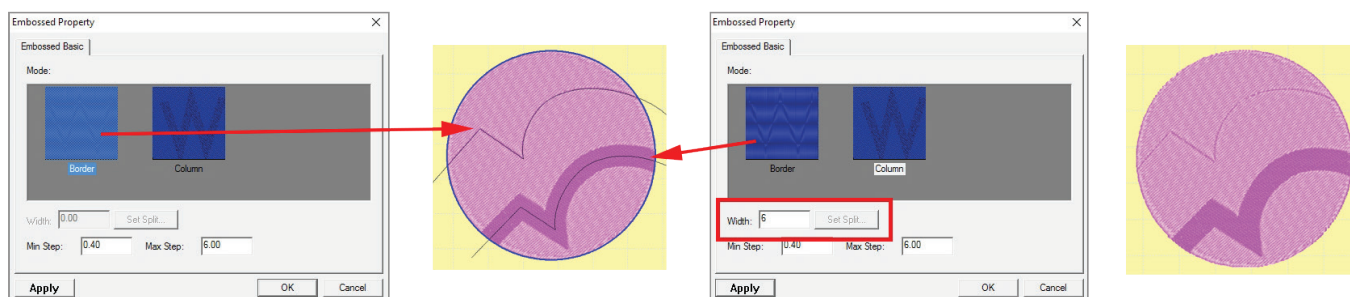 Embossed Property
Embossed Basic
Mode:
Border
Column
Width: 0.00 Set Split...
Min Step: 0.40 Max Step: 6.00
Apply OK Cancel
Embossed Property
Embossed Basic
Mode:
Border
Column
Width: 6 Set Split...
Min Step: 0.40 Max Step: 6.00
Apply OK Cancel